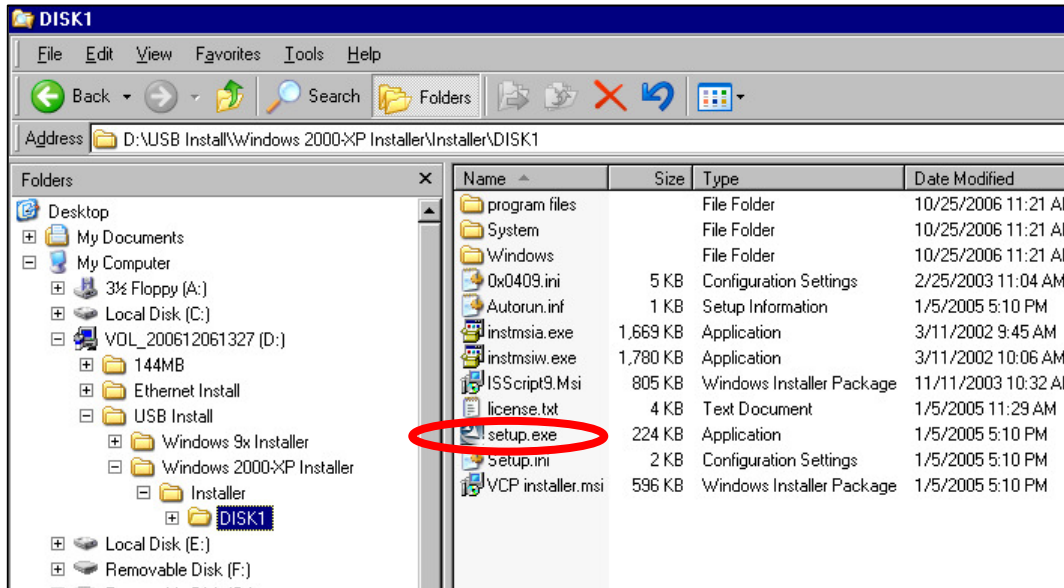 DISK1
File Edit View Favorites Tools Help
Back Search Folders
Address D:\USB Install\Windows 2000-XP Installer\Installer\DISK1
Folders
Desktop
My Documents
My Computer
3½ Floppy (A:)
Local Disk (C:)
VOL_200612061327 (D:)
144MB
Ethernet Install
USB Install
Windows 9x Installer
Windows 2000-XP Installer
Installer
DISK1
Local Disk (E:)
Removable Disk (F:)
Name Size Type Date Modified
program files File Folder 10/25/2006 11:21 A
System File Folder 10/25/2006 11:21 A
Windows File Folder 10/25/2006 11:21 A
0x0409.ini 5 KB Configuration Settings 2/25/2003 11:04 AM
Autorun.inf 1 KB Setup Information 1/5/2005 5:10 PM
instmsia.exe 1,669 KB Application 3/11/2002 9:45 AM
instmsiw.exe 1,780 KB Application 3/11/2002 10:06 AM
ISScript9.Msi 805 KB Windows Installer Package 11/11/2003 10:32 A
license.txt 4 KB Text Document 1/5/2005 11:29 AM
setup.exe 224 KB Application 1/5/2005 5:10 PM
Setup.ini 2 KB Configuration Settings 1/5/2005 5:10 PM
VCP installer.msi 596 KB Windows Installer Package 1/5/2005 5:10 PM